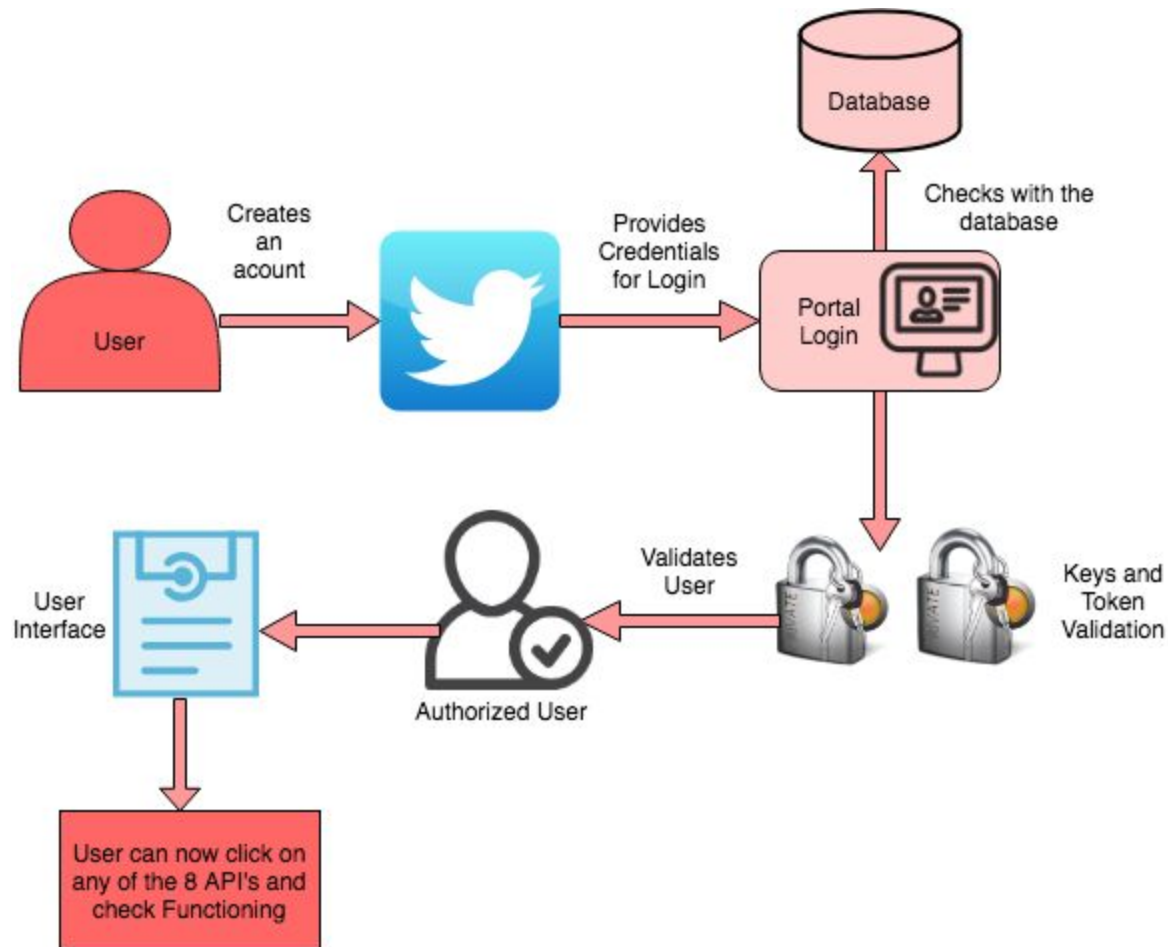 Database
Checks with the
database
Creates
an
acount
Provides
Credentials
for Login
User
Portal
Login
User
Interface
Authorized User
Validates
User
Keys and
Token
Validation
User can now click on
any of the 8 API's and
check Functioning